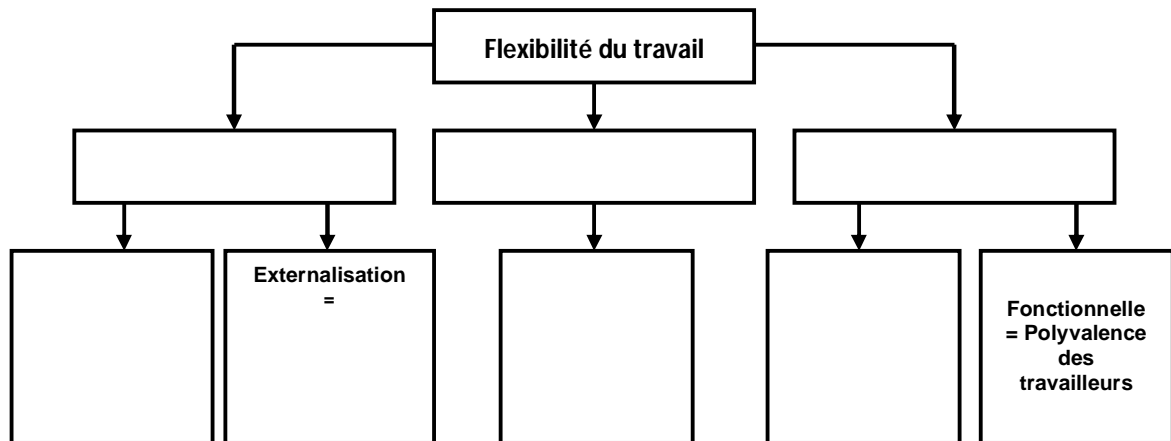 Flexibilité du travail
Externalisation
=
Fonctionnelle
= Polyvalence
des
travailleurs